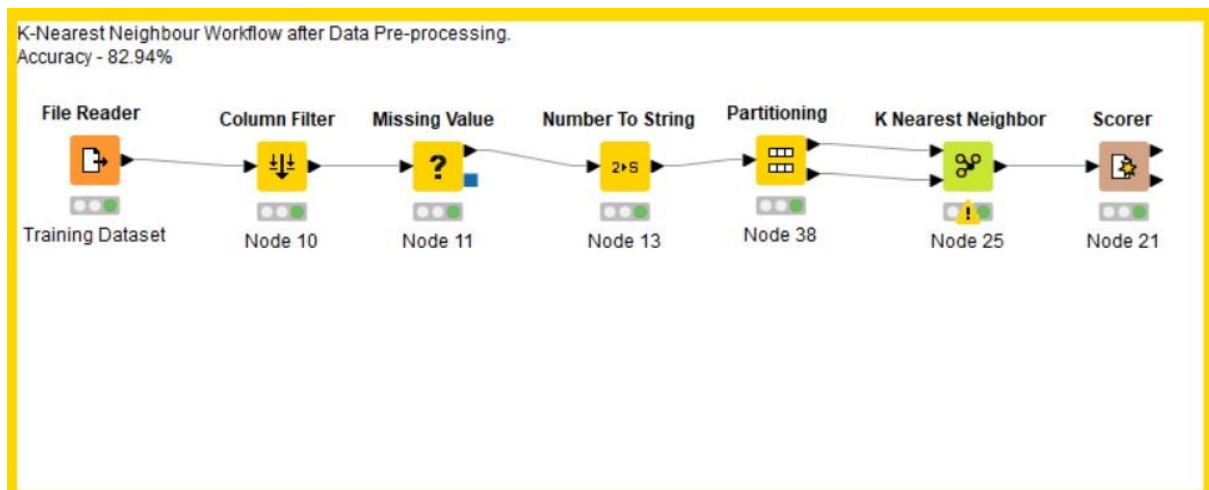 K-Nearest Neighbour Workflow after Data Pre-processing.
Accuracy - 82.94%
File Reader
Column Filter
Missing Value
Number To String
Partitioning
K Nearest Neighbor
Scorer
?
2▸S
Training Dataset
Node 10
Node 11
Node 13
Node 38
Node 25
Node 21